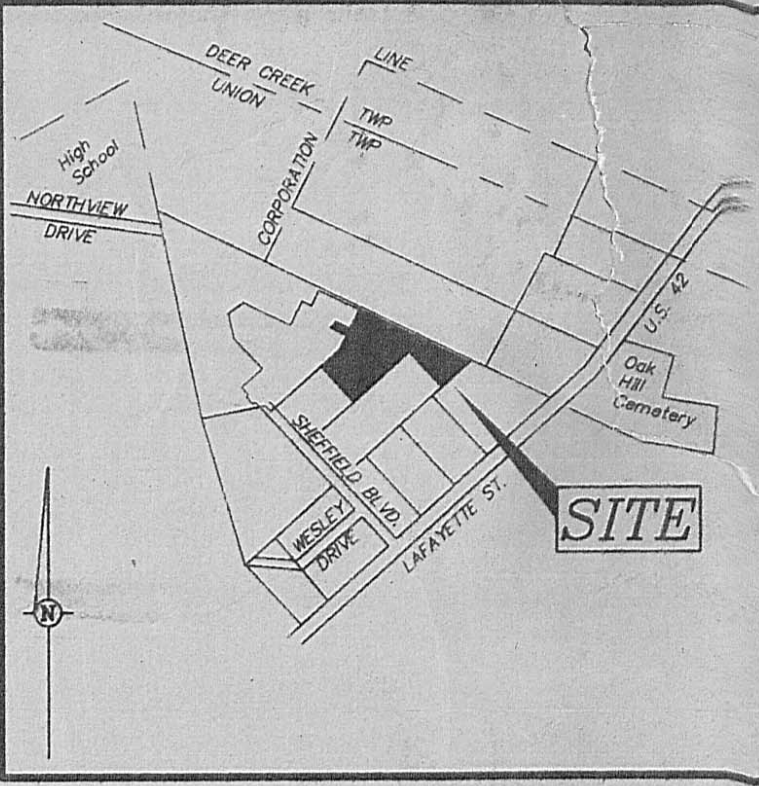 DEER CREEK
UNION
LINE
TWP
TWP
CORPORATION
High
School
NORTHVIEW
DRIVE
U.S. 42
Oak
Hill
Cemetery
SHEFFIELD BLVD.
WESLEY
DRIVE
LAFAYETTE ST.
SITE
N